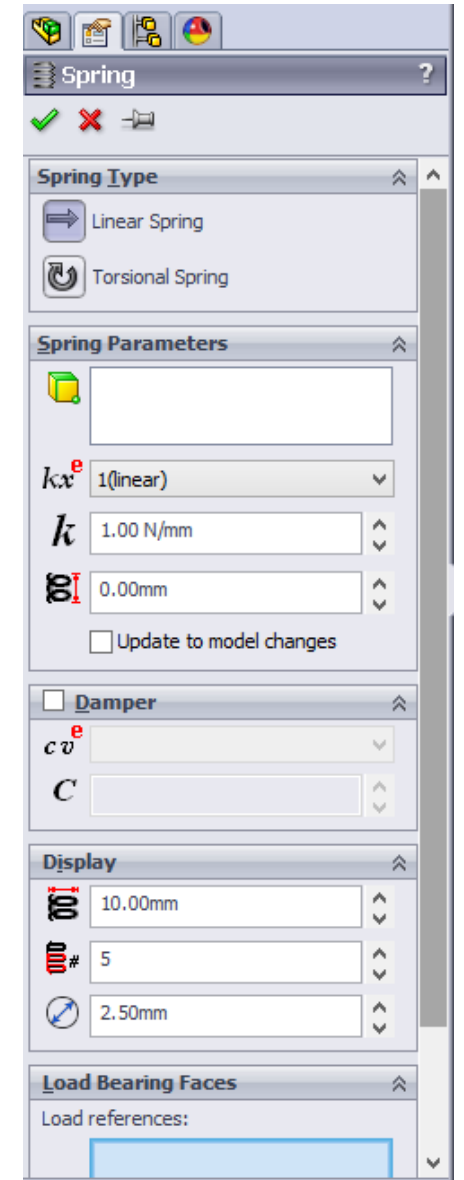 Spring ?
Spring Type
Linear Spring
Torsional Spring
Spring Parameters
kx^e 1(linear)
k 1.00 N/mm
0.00mm
Update to model changes
Damper
cv^e
C
Display
10.00mm
# 5
2.50mm
Load Bearing Faces
Load references: